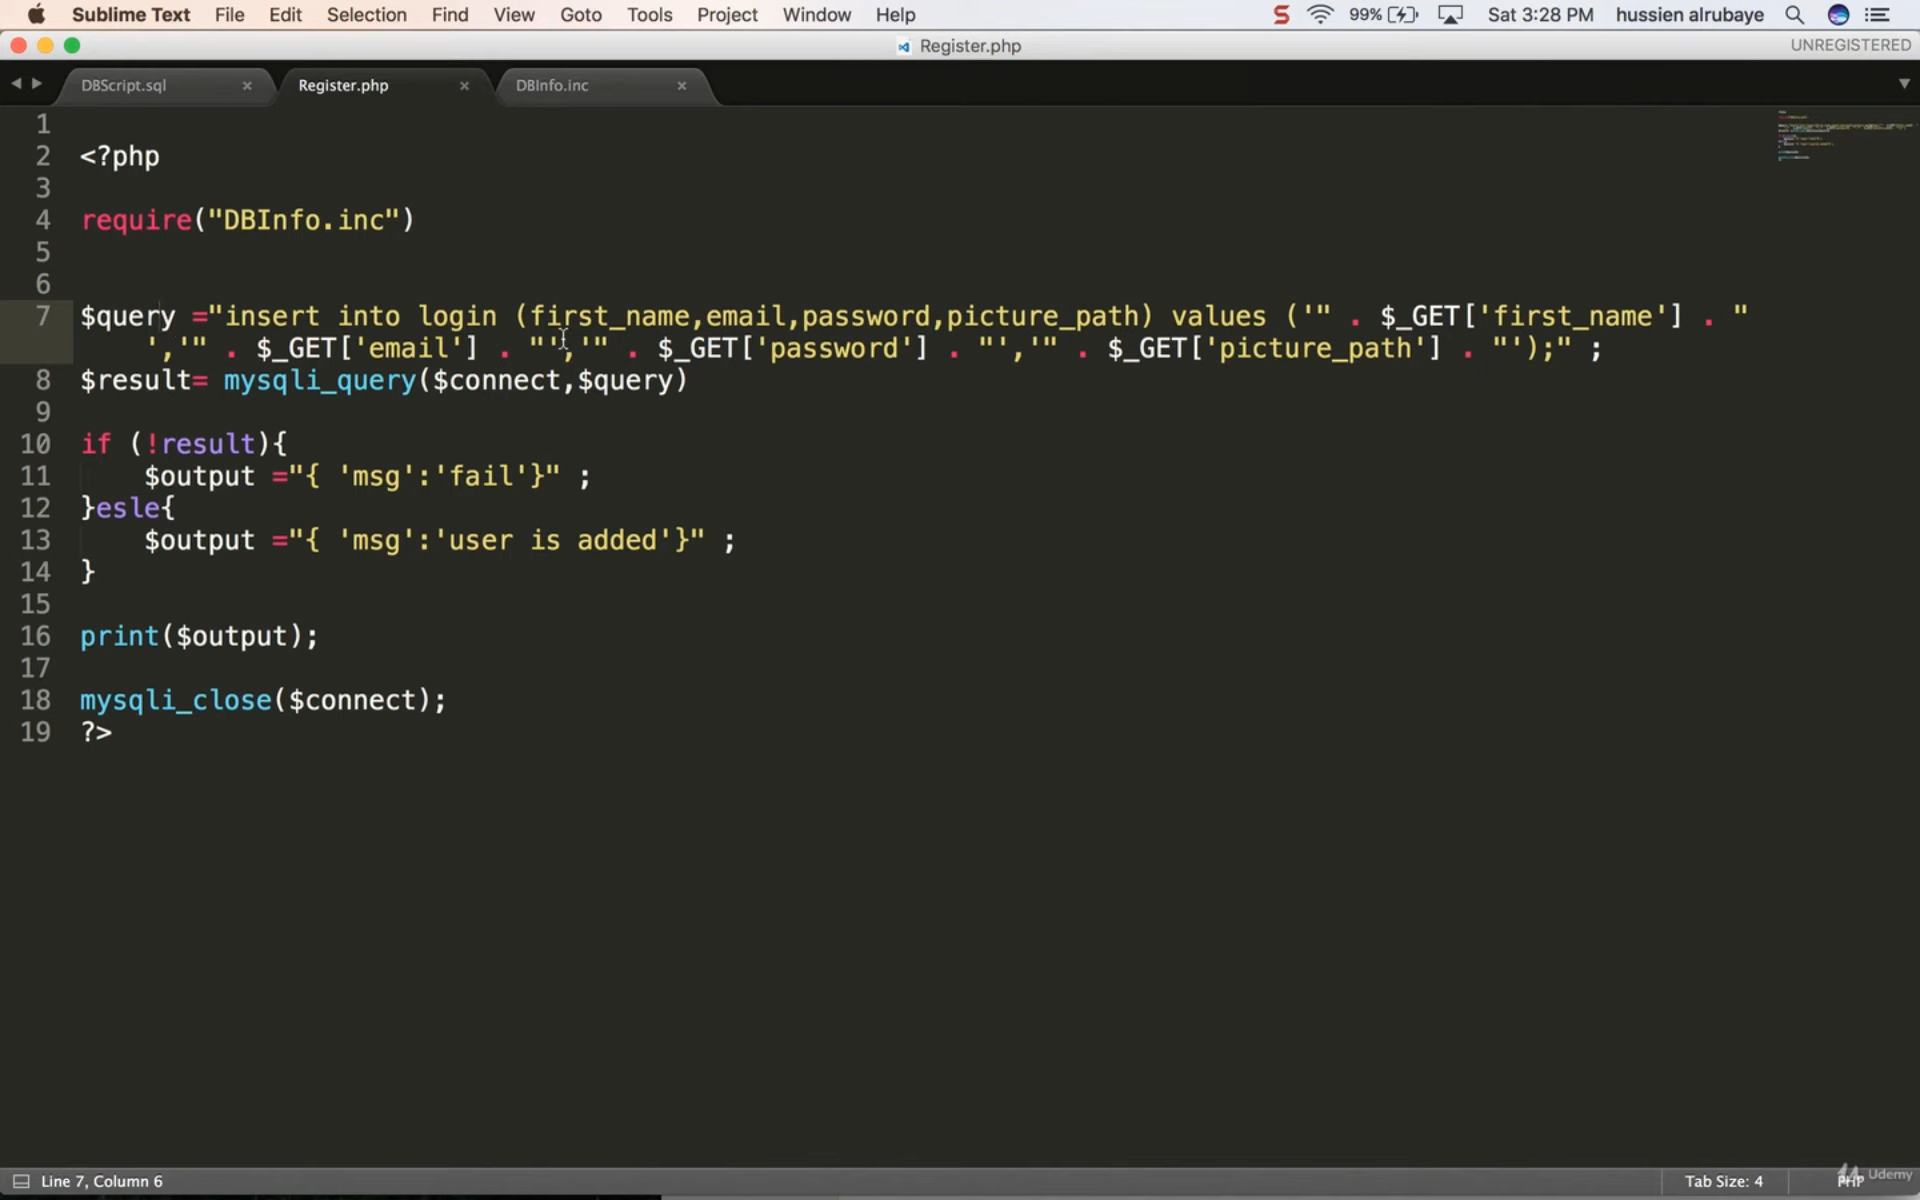 Sublime Text File Edit Selection Find View Goto Tools Project Window Help S 99% Sat 3:28 PM hussien alrubaye
Register.php UNREGISTERED
DBScript.sql × Register.php × DBInfo.inc ×
1
2 <?php
3
4 require("DBInfo.inc")
5
6
7 $query ="insert into login (first_name,email,password,picture_path) values ('" . $_GET['first_name'] . "
','" . $_GET['email'] . "','" . $_GET['password'] . "','" . $_GET['picture_path'] . "');" ;
8 $result= mysqli_query($connect,$query)
9
10 if (!result){
11 $output ="{ 'msg':'fail'}" ;
12 }esle{
13 $output ="{ 'msg':'user is added'}" ;
14 }
15
16 print($output);
17
18 mysqli_close($connect);
19 ?>
Line 7, Column 6 Tab Size: 4 PHP Udemy